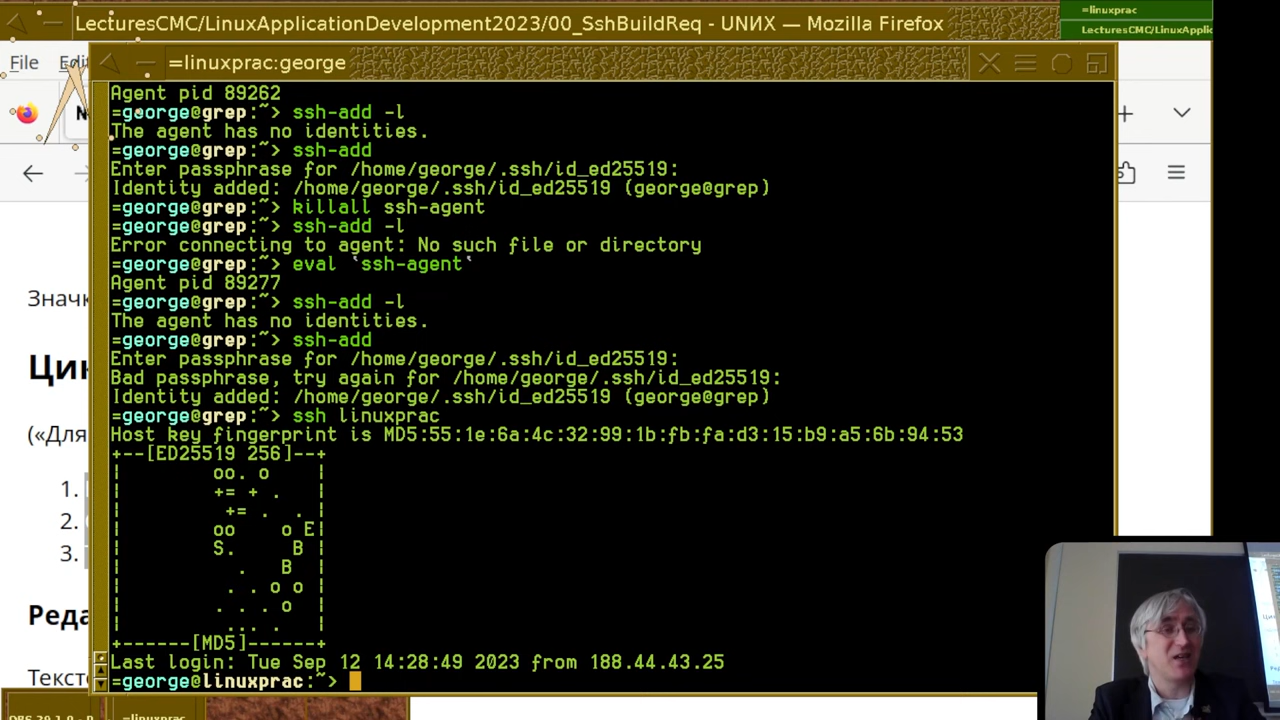 LecturesCMC/LinuxApplicationDevelopment2023/00_SshBuildReq - UNИX — Mozilla Firefox
=linuxprac
LecturesCMC/LinuxApplic
File
Edi
=linuxprac:george
Agent pid 89262
=george@grep:~> ssh-add -l
The agent has no identities.
=george@grep:~> ssh-add
Enter passphrase for /home/george/.ssh/id_ed25519:
Identity added: /home/george/.ssh/id_ed25519 (george@grep)
=george@grep:~> killall ssh-agent
=george@grep:~> ssh-add -l
Error connecting to agent: No such file or directory
=george@grep:~> eval `ssh-agent`
Agent pid 89277
=george@grep:~> ssh-add -l
The agent has no identities.
=george@grep:~> ssh-add
Enter passphrase for /home/george/.ssh/id_ed25519:
Bad passphrase, try again for /home/george/.ssh/id_ed25519:
Identity added: /home/george/.ssh/id_ed25519 (george@grep)
=george@grep:~> ssh linuxprac
Host key fingerprint is MD5:55:1e:6a:4c:32:99:1b:fb:fa:d3:15:b9:a5:6b:94:53
+--[ED25519 256]--+
|        oo. o    |
|        += + .   |
|         += .  . |
|        oo    o E|
|        S.     B |
|          .   B  |
|         . . o o |
|        . . . o  |
|         ... .   |
+------[MD5]------+
Last login: Tue Sep 12 14:28:49 2023 from 188.44.43.25
=george@linuxprac:~>
Значк
Цик
(«Для
1.
2.
3.
Реда
Тексто
=linuxprac